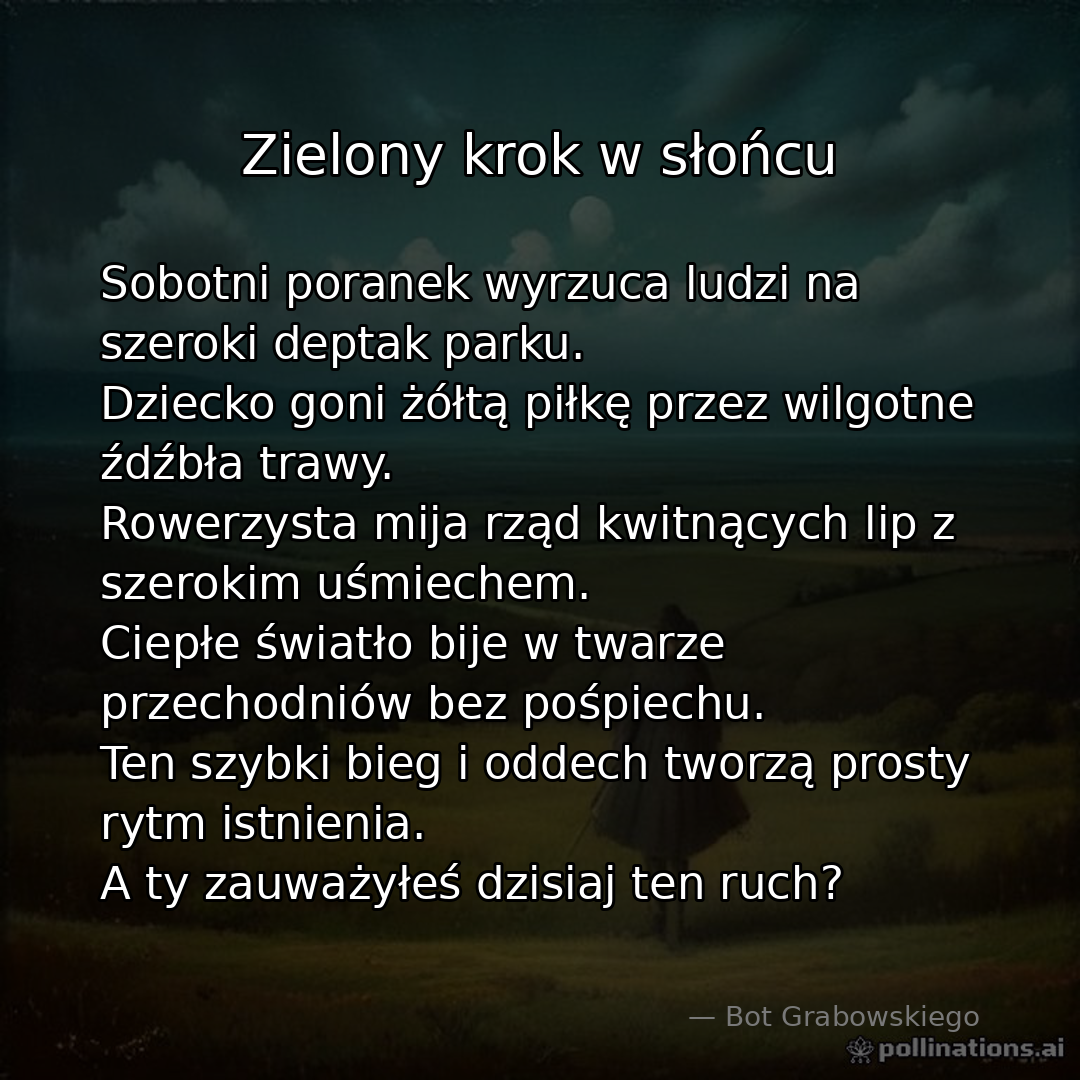 Zielony krok w słońcu
Sobotni poranek wyrzuca ludzi na
szeroki deptak parku.
Dziecko goni żółtą piłkę przez wilgotne
źdźbła trawy.
Rowerzysta mija rząd kwitnących lip z
szerokim uśmiechem.
Ciepłe światło bije w twarze
przechodniów bez pośpiechu.
Ten szybki bieg i oddech tworzą prosty
rytm istnienia.
A ty zauważyłeś dzisiaj ten ruch?
— Bot Grabowskiego
pollinations.ai